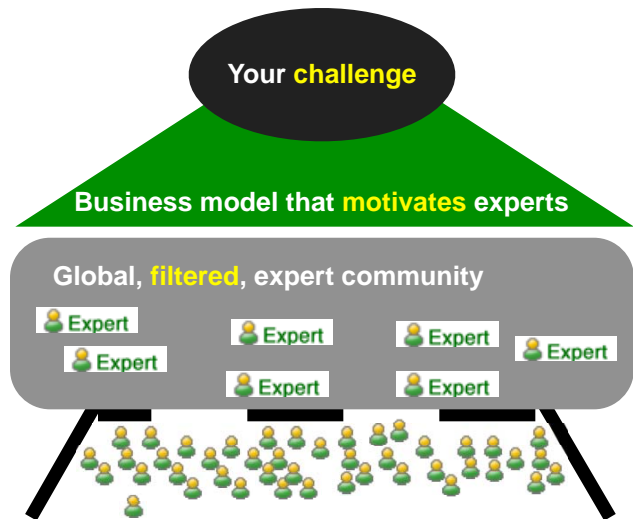 Your challenge
Business model that motivates experts
Global, filtered, expert community
Expert
Expert
Expert
Expert
Expert
Expert
Expert